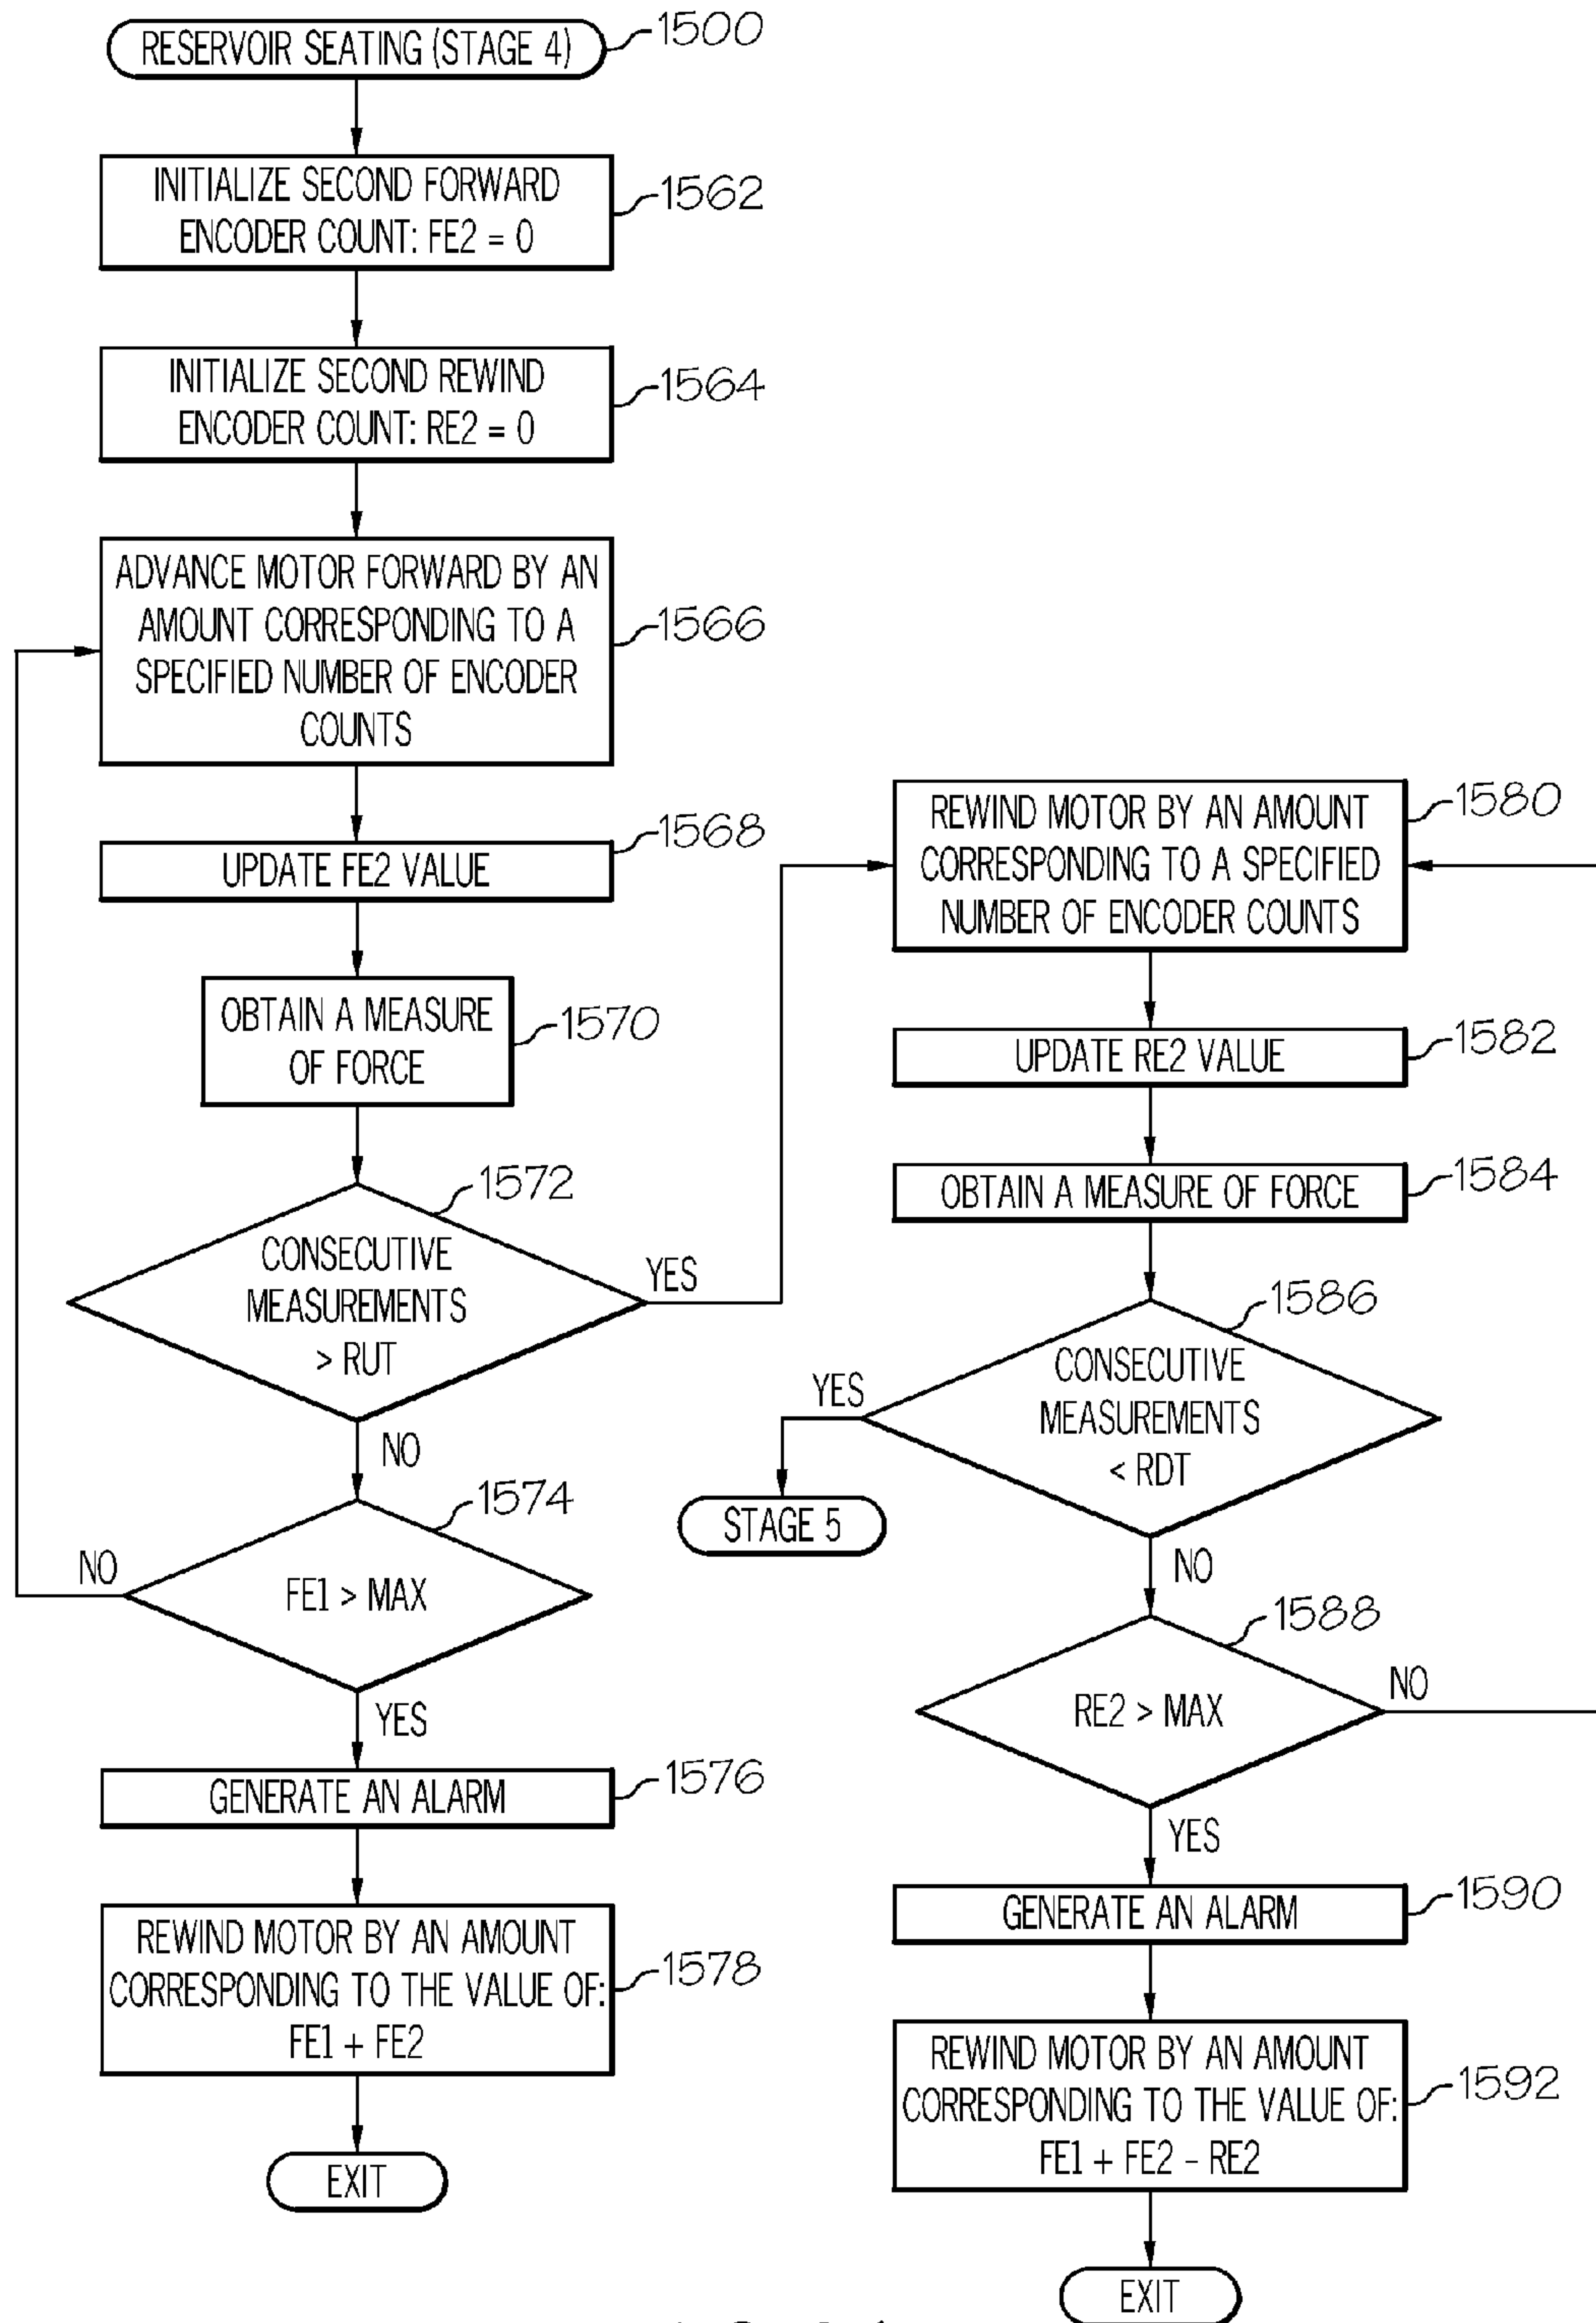 RESERVOIR SEATING (STAGE 4)
1500
INITIALIZE SECOND FORWARD
ENCODER COUNT: FE2 = 0
1562
INITIALIZE SECOND REWIND
ENCODER COUNT: RE2 = 0
1564
ADVANCE MOTOR FORWARD BY AN
AMOUNT CORRESPONDING TO A
SPECIFIED NUMBER OF ENCODER
COUNTS
1566
UPDATE FE2 VALUE
1568
OBTAIN A MEASURE
OF FORCE
1570
CONSECUTIVE
MEASUREMENTS
> RUT
1572
YES
NO
FE1 > MAX
1574
NO
YES
GENERATE AN ALARM
1576
REWIND MOTOR BY AN AMOUNT
CORRESPONDING TO THE VALUE OF:
FE1 + FE2
1578
EXIT
REWIND MOTOR BY AN AMOUNT
CORRESPONDING TO A SPECIFIED
NUMBER OF ENCODER COUNTS
1580
UPDATE RE2 VALUE
1582
OBTAIN A MEASURE OF FORCE
1584
CONSECUTIVE
MEASUREMENTS
< RDT
1586
YES
STAGE 5
NO
RE2 > MAX
1588
NO
YES
GENERATE AN ALARM
1590
REWIND MOTOR BY AN AMOUNT
CORRESPONDING TO THE VALUE OF:
FE1 + FE2 – RE2
1592
EXIT